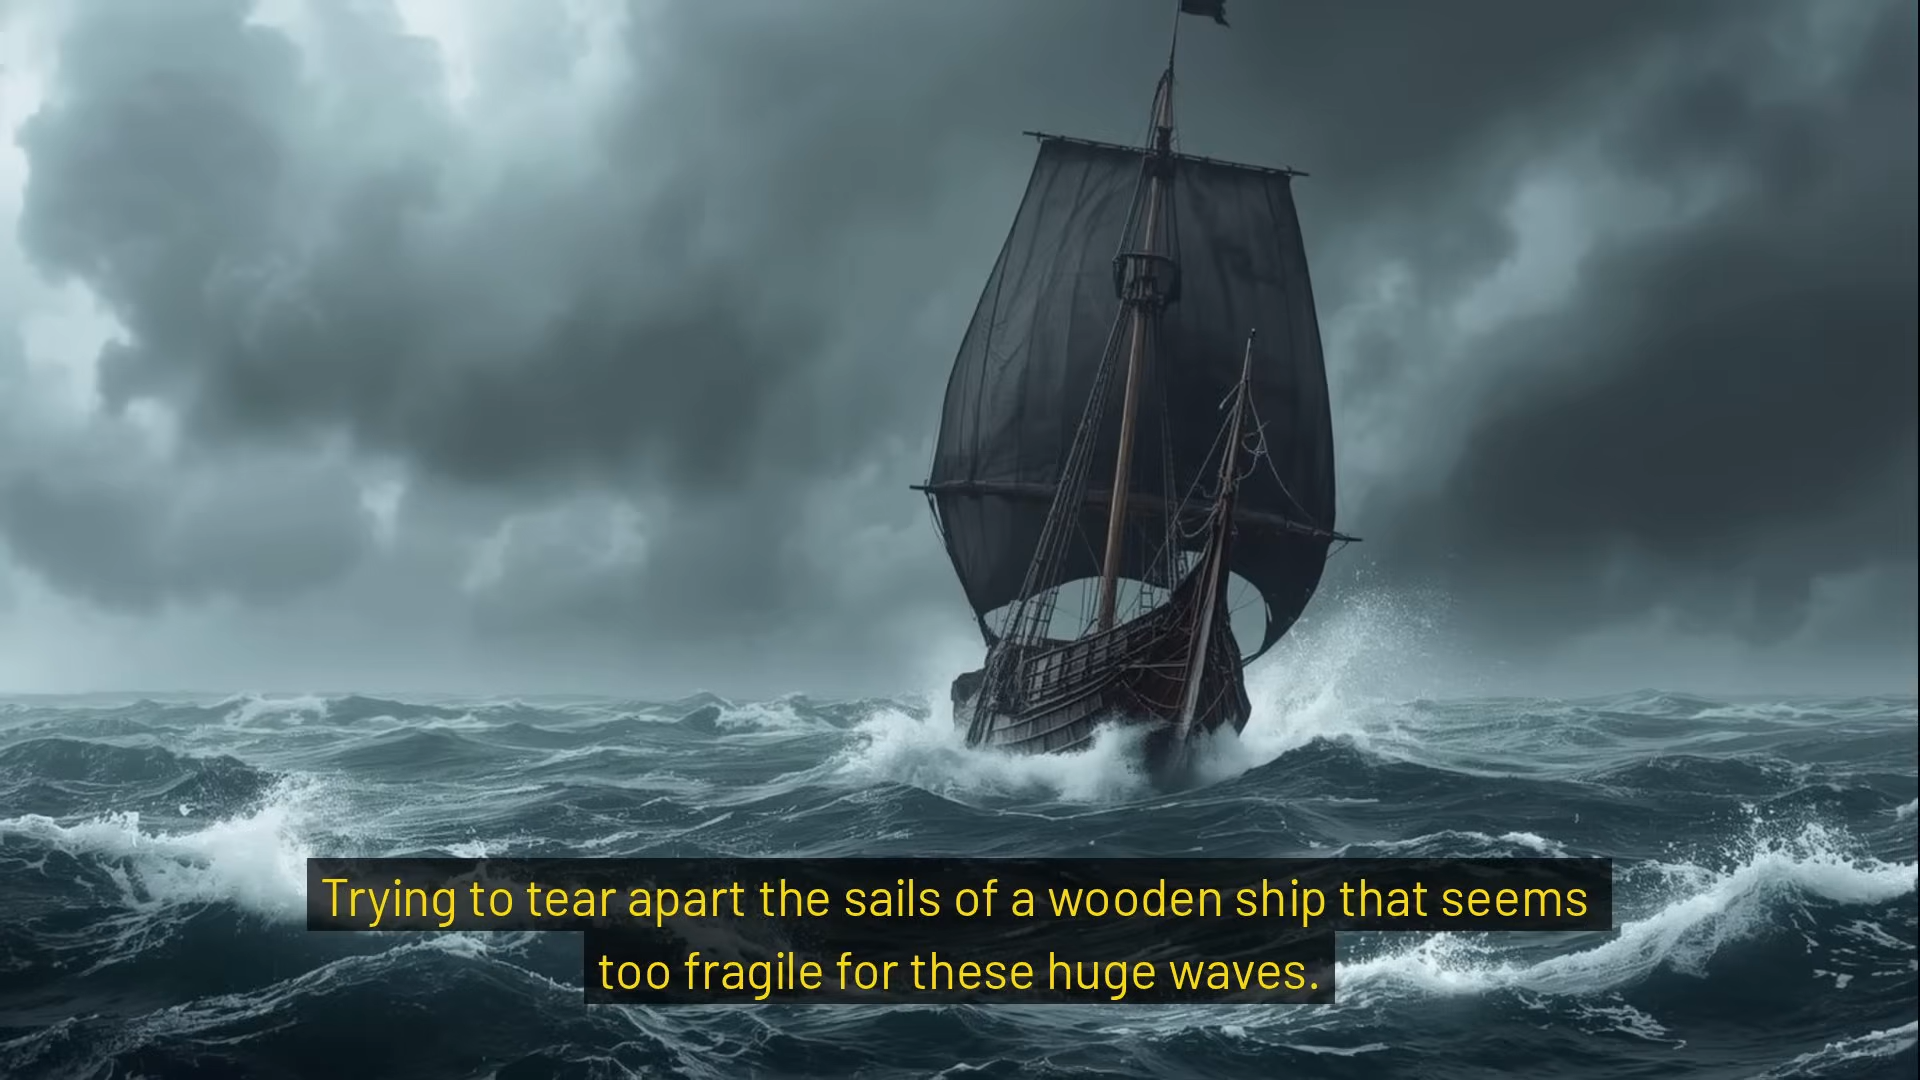 Trying to tear apart the sails of a wooden ship that seems
too fragile for these huge waves.